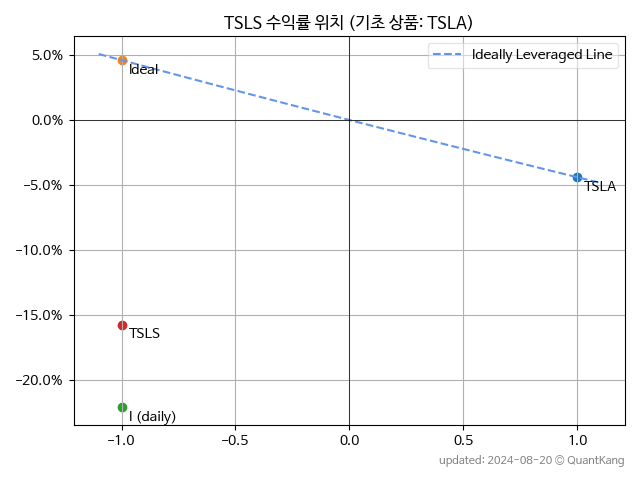 TSLS 수익률 위치 (기초 상품: TSLA)
Ideally Leveraged Line
5.0%
Ideal
0.0%
−5.0%
TSLA
−10.0%
−15.0%
TSLS
−20.0%
I (daily)
−1.0
−0.5
0.0
0.5
1.0
updated: 2024-08-20 © QuantKang